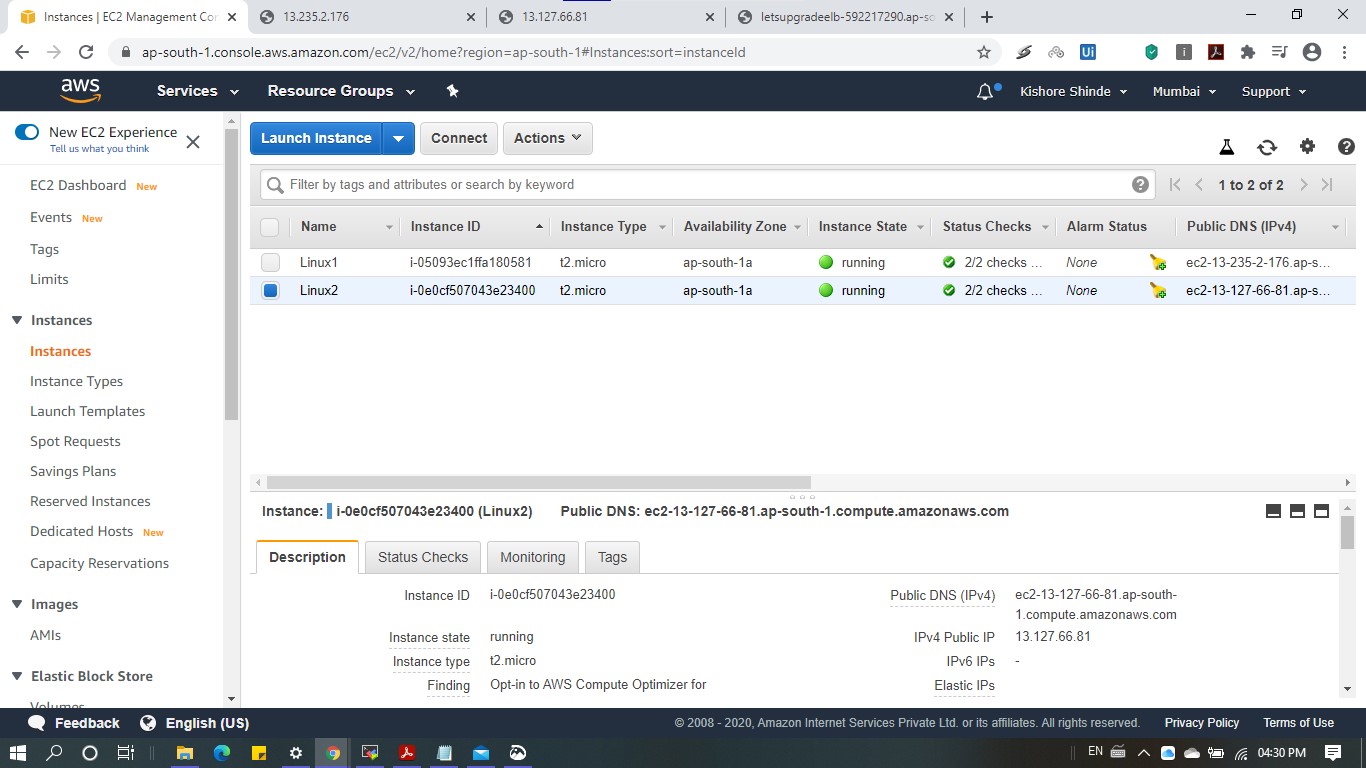 Instances | EC2 Management Con
13.235.2.176
13.127.66.81
letsupgradeelb-592217290.ap-so
ap-south-1.console.aws.amazon.com/ec2/v2/home?region=ap-south-1#Instances:sort=instanceId
aws
Services
Resource Groups
Kishore Shinde
Mumbai
Support
New EC2 Experience
Tell us what you think
EC2 Dashboard New
Events New
Tags
Limits
Instances
Instances
Instance Types
Launch Templates
Spot Requests
Savings Plans
Reserved Instances
Dedicated Hosts New
Capacity Reservations
Images
AMIs
Elastic Block Store
Volumes
Launch Instance
Connect
Actions
Filter by tags and attributes or search by keyword
1 to 2 of 2
Name Instance ID Instance Type Availability Zone Instance State Status Checks Alarm Status Public DNS (IPv4)
Linux1 i-05093ec1ffa180581 t2.micro ap-south-1a running 2/2 checks ... None ec2-13-235-2-176.ap-s...
Linux2 i-0e0cf507043e23400 t2.micro ap-south-1a running 2/2 checks ... None ec2-13-127-66-81.ap-s...
Instance: i-0e0cf507043e23400 (Linux2) Public DNS: ec2-13-127-66-81.ap-south-1.compute.amazonaws.com
Description Status Checks Monitoring Tags
Instance ID i-0e0cf507043e23400
Instance state running
Instance type t2.micro
Finding Opt-in to AWS Compute Optimizer for
Public DNS (IPv4) ec2-13-127-66-81.ap-south-
1.compute.amazonaws.com
IPv4 Public IP 13.127.66.81
IPv6 IPs -
Elastic IPs
Feedback
English (US)
© 2008 - 2020, Amazon Internet Services Private Ltd. or its affiliates. All rights reserved.
Privacy Policy
Terms of Use
EN
04:30 PM